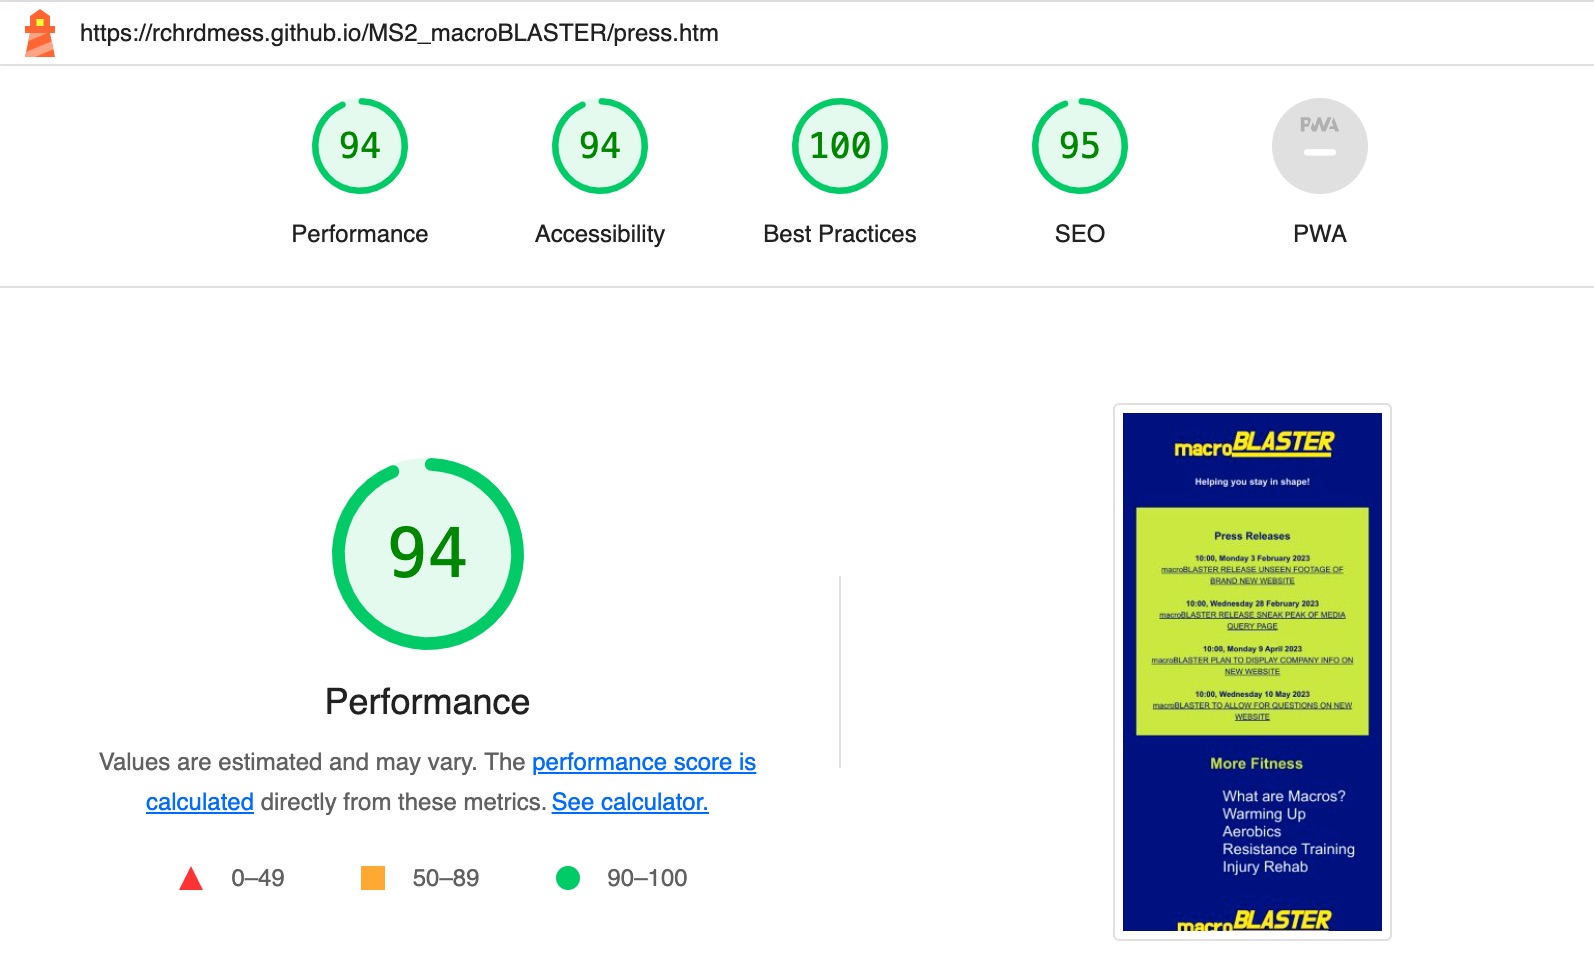 https://rchrdmess.github.io/MS2_macroBLASTER/press.htm
94
94
100
95
PWA
Performance
Accessibility
Best Practices
SEO
PWA
94
Performance
Values are estimated and may vary. The performance score is
calculated directly from these metrics. See calculator.
0–49
50–89
90–100
macroBLASTER
Helping you stay in shape!
Press Releases
10:00, Monday 3 February 2023
macroBLASTER RELEASE UNSEEN FOOTAGE OF
BRAND NEW WEBSITE
10:00, Wednesday 28 February 2023
macroBLASTER RELEASE SNEAK PEAK OF MEDIA
QUERY PAGE
10:00, Monday 9 April 2023
macroBLASTER PLAN TO DISPLAY COMPANY INFO ON
NEW WEBSITE
10:00, Wednesday 10 May 2023
macroBLASTER TO ALLOW FOR QUESTIONS ON NEW
WEBSITE
More Fitness
What are Macros?
Warming Up
Aerobics
Resistance Training
Injury Rehab
macroBLASTER